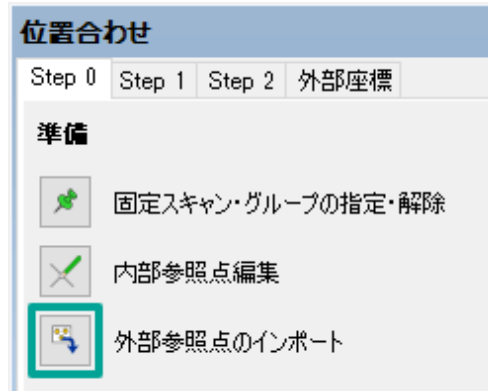 位置合わせ
Step 0 Step 1 Step 2 外部座標
準備
固定スキャン・グループの指定・解除
内部参照点編集
外部参照点のインポート